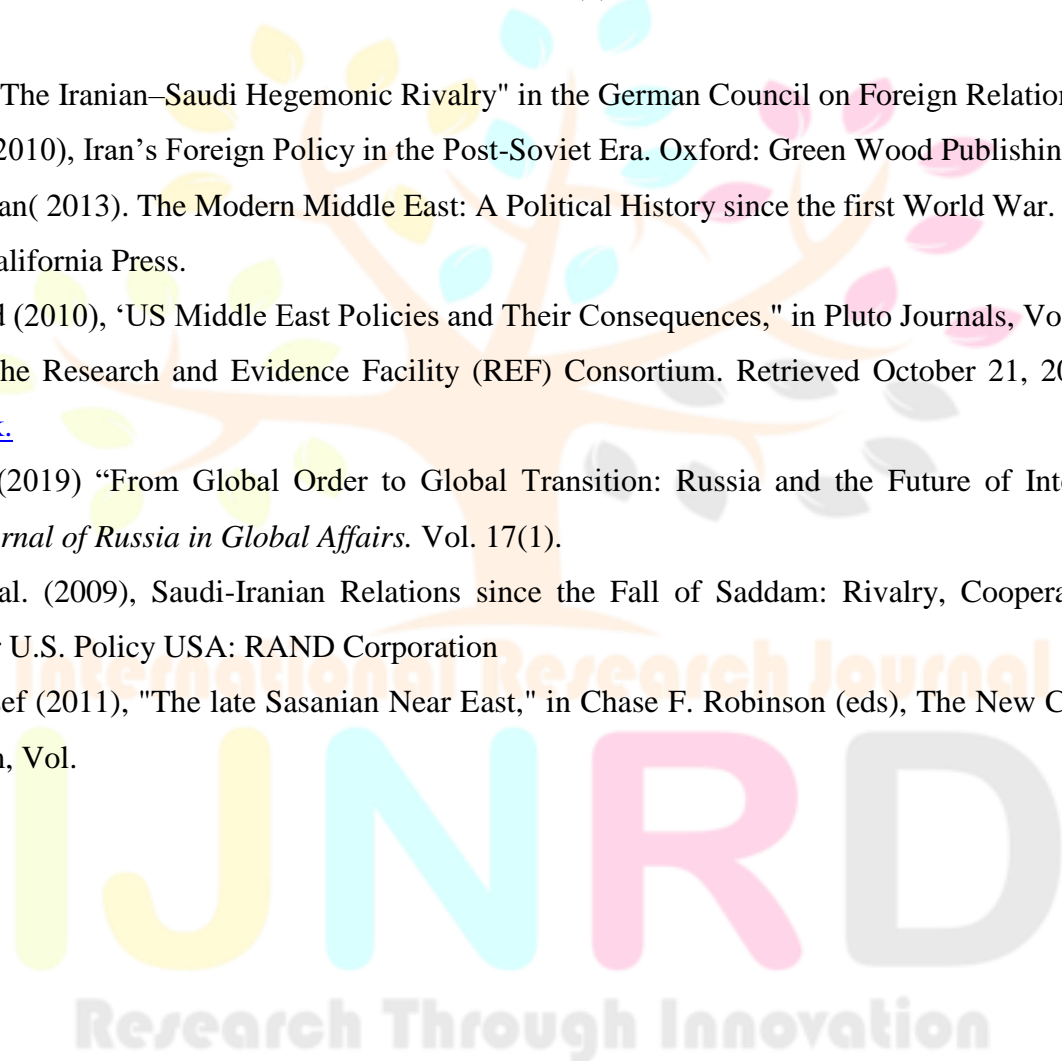 The Iranian–Saudi Hegemonic Rivalry" in the German Council on Foreign Relation
2010), Iran’s Foreign Policy in the Post-Soviet Era. Oxford: Green Wood Publishin
an( 2013). The Modern Middle East: A Political History since the first World War.
alifornia Press.
d (2010), ‘US Middle East Policies and Their Consequences," in Pluto Journals, Vo
he Research and Evidence Facility (REF) Consortium. Retrieved October 21, 20
k.
(2019) “From Global Order to Global Transition: Russia and the Future of Int
rnal of Russia in Global Affairs. Vol. 17(1).
al. (2009), Saudi-Iranian Relations since the Fall of Saddam: Rivalry, Coopera
r U.S. Policy USA: RAND Corporation
International Research Journal
ef (2011), "The late Sasanian Near East," in Chase F. Robinson (eds), The New C
n, Vol.
IJNRD
Research Through Innovation